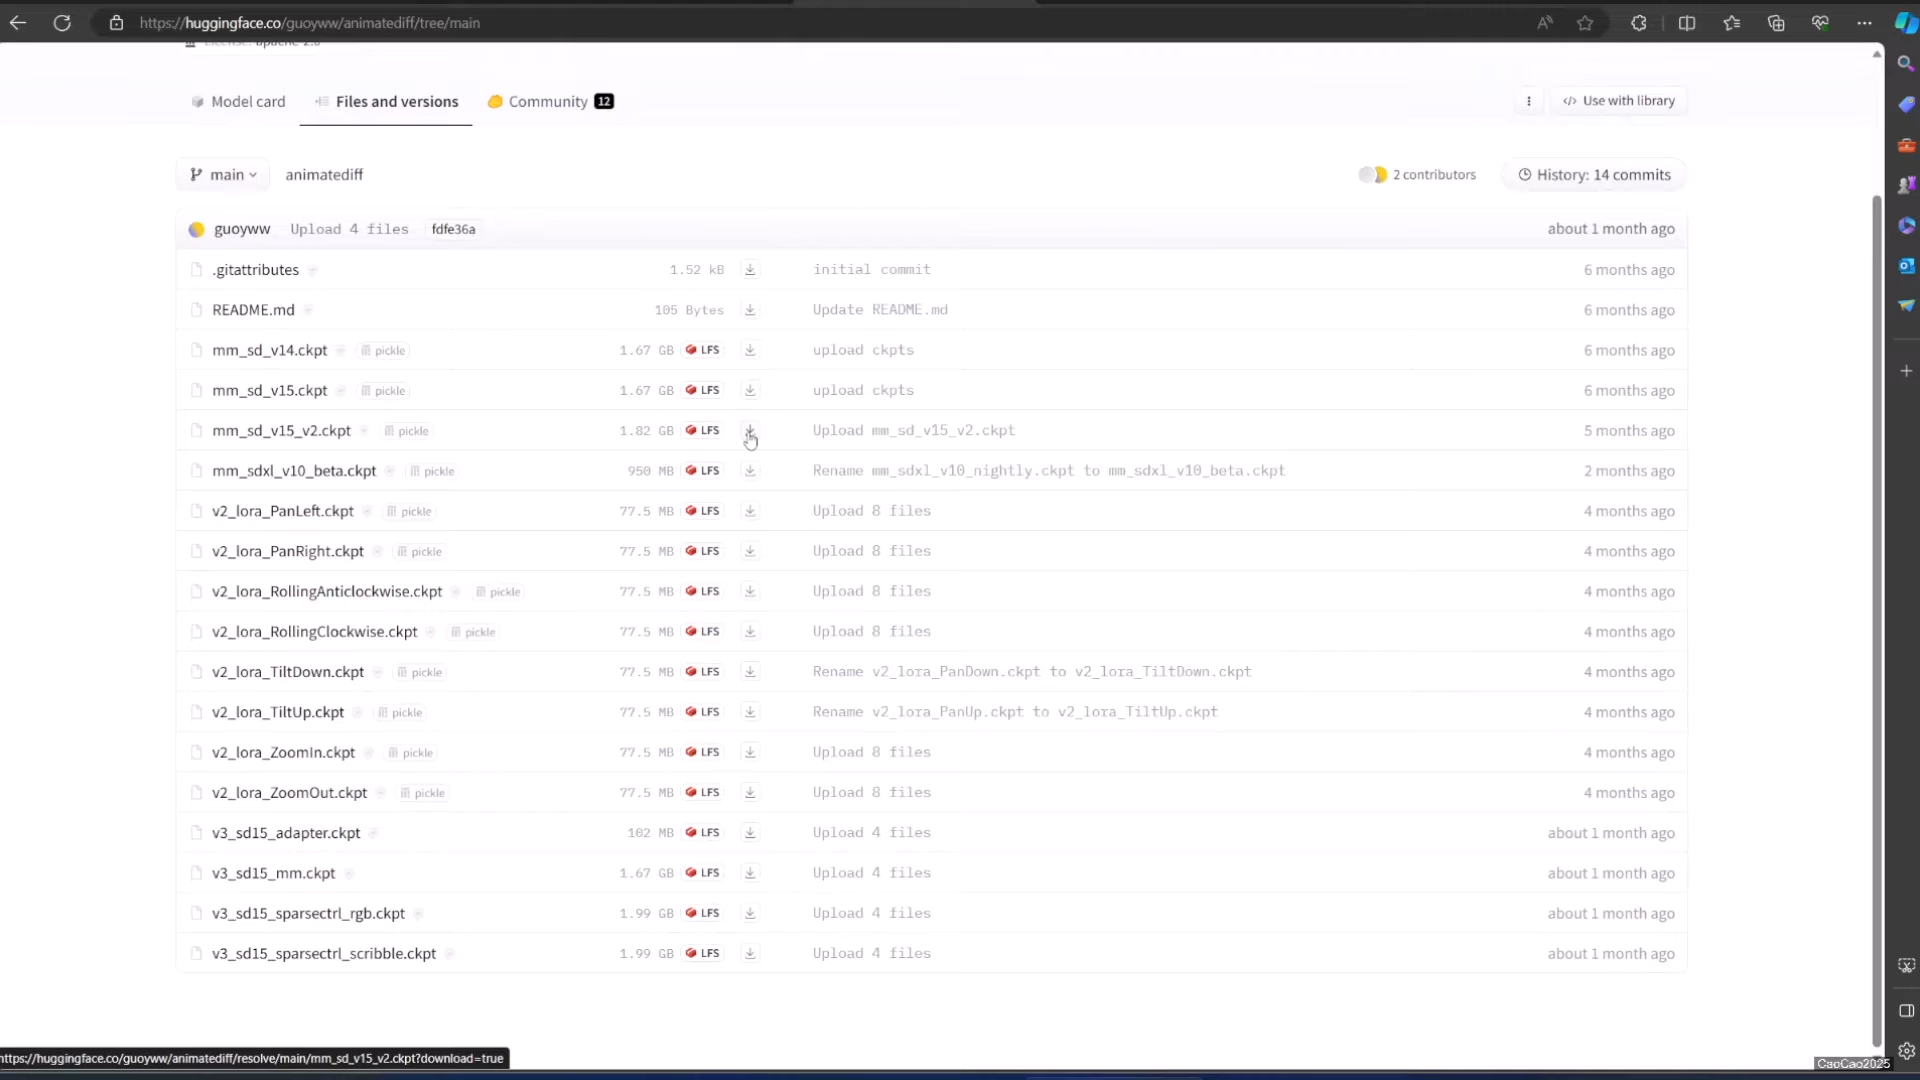 https://huggingface.co/guoyww/animatediff/tree/main
License: apache-2.0
Model card Files and versions Community 12 Use with library
main animatediff 2 contributors History: 14 commits
guoyww Upload 4 files fdfe36a about 1 month ago
.gitattributes 1.52 kB initial commit 6 months ago
README.md 105 Bytes Update README.md 6 months ago
mm_sd_v14.ckpt pickle 1.67 GB LFS upload ckpts 6 months ago
mm_sd_v15.ckpt pickle 1.67 GB LFS upload ckpts 6 months ago
mm_sd_v15_v2.ckpt pickle 1.82 GB LFS Upload mm_sd_v15_v2.ckpt 5 months ago
mm_sdxl_v10_beta.ckpt pickle 950 MB LFS Rename mm_sdxl_v10_nightly.ckpt to mm_sdxl_v10_beta.ckpt 2 months ago
v2_lora_PanLeft.ckpt pickle 77.5 MB LFS Upload 8 files 4 months ago
v2_lora_PanRight.ckpt pickle 77.5 MB LFS Upload 8 files 4 months ago
v2_lora_RollingAnticlockwise.ckpt pickle 77.5 MB LFS Upload 8 files 4 months ago
v2_lora_RollingClockwise.ckpt pickle 77.5 MB LFS Upload 8 files 4 months ago
v2_lora_TiltDown.ckpt pickle 77.5 MB LFS Rename v2_lora_PanDown.ckpt to v2_lora_TiltDown.ckpt 4 months ago
v2_lora_TiltUp.ckpt pickle 77.5 MB LFS Rename v2_lora_PanUp.ckpt to v2_lora_TiltUp.ckpt 4 months ago
v2_lora_ZoomIn.ckpt pickle 77.5 MB LFS Upload 8 files 4 months ago
v2_lora_ZoomOut.ckpt pickle 77.5 MB LFS Upload 8 files 4 months ago
v3_sd15_adapter.ckpt 102 MB LFS Upload 4 files about 1 month ago
v3_sd15_mm.ckpt 1.67 GB LFS Upload 4 files about 1 month ago
v3_sd15_sparsectrl_rgb.ckpt 1.99 GB LFS Upload 4 files about 1 month ago
v3_sd15_sparsectrl_scribble.ckpt 1.99 GB LFS Upload 4 files about 1 month ago
https://huggingface.co/guoyww/animatediff/resolve/main/mm_sd_v15_v2.ckpt?download=true
CaoCao2025